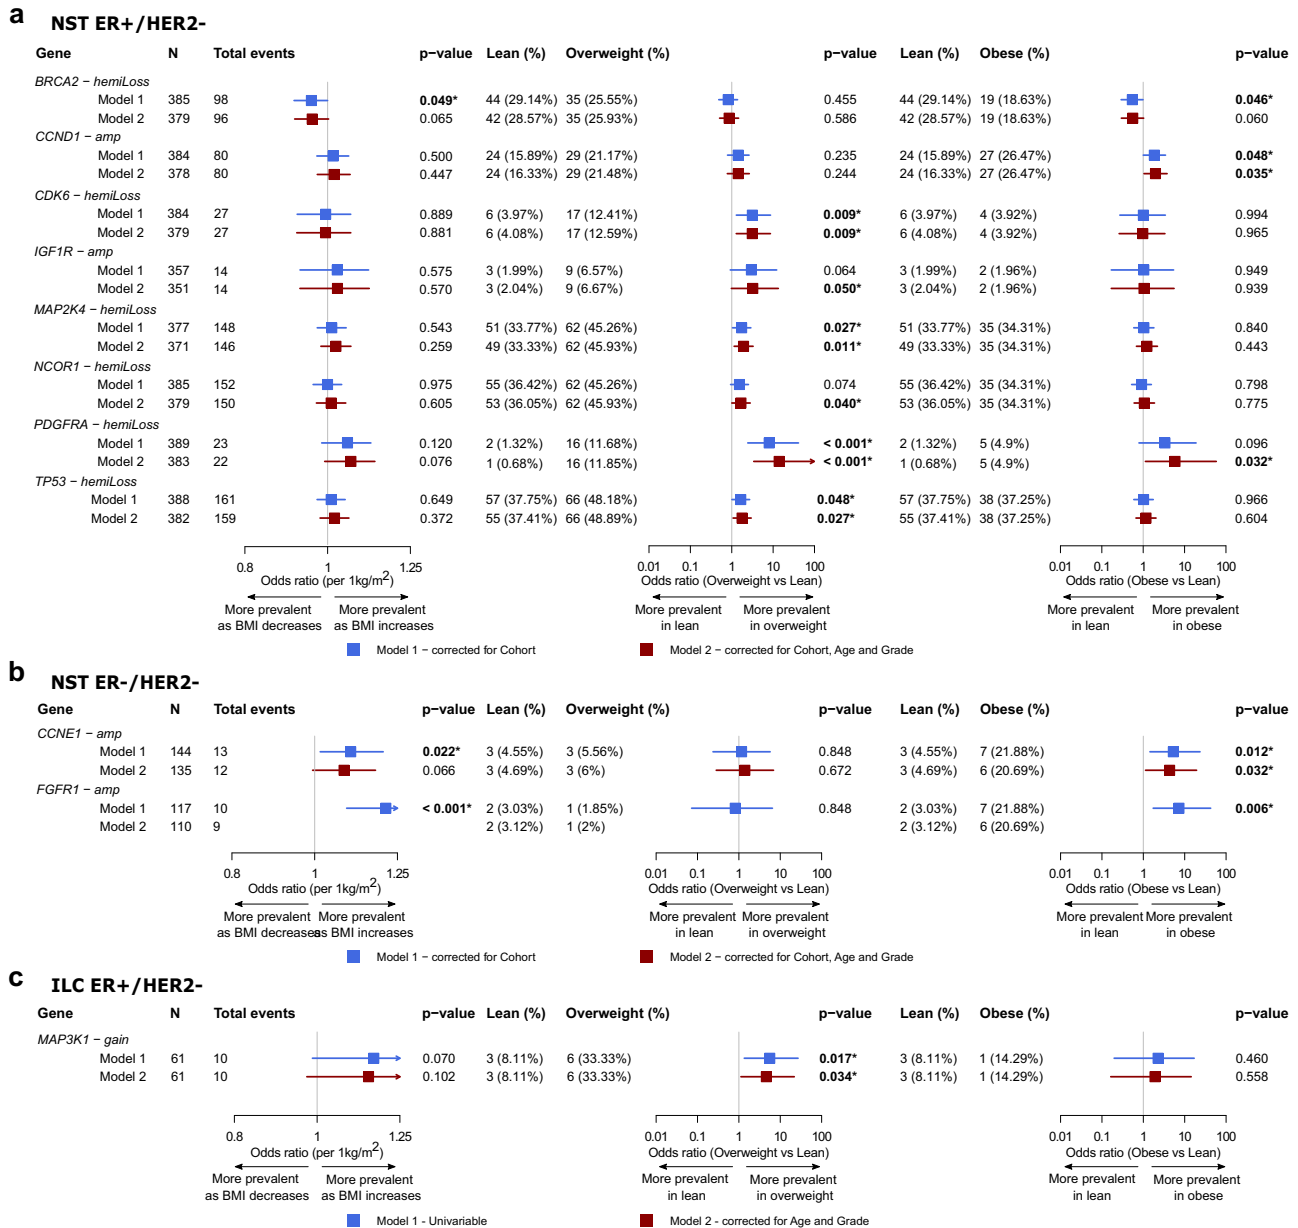 a NST ER+/HER2-
Gene N Total events p−value Lean (%) Overweight (%) p−value Lean (%) Obese (%) p−value
BRCA2 − hemiLoss
Model 1 385 98 0.049* 44 (29.14%) 35 (25.55%) 0.455 44 (29.14%) 19 (18.63%) 0.046*
Model 2 379 96 0.065 42 (28.57%) 35 (25.93%) 0.586 42 (28.57%) 19 (18.63%) 0.060
CCND1 − amp
Model 1 384 80 0.500 24 (15.89%) 29 (21.17%) 0.235 24 (15.89%) 27 (26.47%) 0.048*
Model 2 378 80 0.447 24 (16.33%) 29 (21.48%) 0.244 24 (16.33%) 27 (26.47%) 0.035*
CDK6 − hemiLoss
Model 1 384 27 0.889 6 (3.97%) 17 (12.41%) 0.009* 6 (3.97%) 4 (3.92%) 0.994
Model 2 379 27 0.881 6 (4.08%) 17 (12.59%) 0.009* 6 (4.08%) 4 (3.92%) 0.965
IGF1R − amp
Model 1 357 14 0.575 3 (1.99%) 9 (6.57%) 0.064 3 (1.99%) 2 (1.96%) 0.949
Model 2 351 14 0.570 3 (2.04%) 9 (6.67%) 0.050* 3 (2.04%) 2 (1.96%) 0.939
MAP2K4 − hemiLoss
Model 1 377 148 0.543 51 (33.77%) 62 (45.26%) 0.027* 51 (33.77%) 35 (34.31%) 0.840
Model 2 371 146 0.259 49 (33.33%) 62 (45.93%) 0.011* 49 (33.33%) 35 (34.31%) 0.443
NCOR1 − hemiLoss
Model 1 385 152 0.975 55 (36.42%) 62 (45.26%) 0.074 55 (36.42%) 35 (34.31%) 0.798
Model 2 379 150 0.605 53 (36.05%) 62 (45.93%) 0.040* 53 (36.05%) 35 (34.31%) 0.775
PDGFRA − hemiLoss
Model 1 389 23 0.120 2 (1.32%) 16 (11.68%) < 0.001* 2 (1.32%) 5 (4.9%) 0.096
Model 2 383 22 0.076 1 (0.68%) 16 (11.85%) < 0.001* 1 (0.68%) 5 (4.9%) 0.032*
TP53 − hemiLoss
Model 1 388 161 0.649 57 (37.75%) 66 (48.18%) 0.048* 57 (37.75%) 38 (37.25%) 0.966
Model 2 382 159 0.372 55 (37.41%) 66 (48.89%) 0.027* 55 (37.41%) 38 (37.25%) 0.604
0.8 1 1.25 0.01 0.1 0 1 10 100 0.01 0.1 0 1 10 100
Odds ratio (per 1kg/m2) Odds ratio (Overweight vs Lean) Odds ratio (Obese vs Lean)
More prevalent More prevalent More prevalent More prevalent More prevalent More prevalent
as BMI decreases as BMI increases in lean in overweight in lean in obese
Model 1 − corrected for Cohort Model 2 − corrected for Cohort, Age and Grade
b NST ER-/HER2-
Gene N Total events p−value Lean (%) Overweight (%) p−value Lean (%) Obese (%) p−value
CCNE1 − amp
Model 1 144 13 0.022* 3 (4.55%) 3 (5.56%) 0.848 3 (4.55%) 7 (21.88%) 0.012*
Model 2 135 12 0.066 3 (4.69%) 3 (6%) 0.672 3 (4.69%) 6 (20.69%) 0.032*
FGFR1 − amp
Model 1 117 10 < 0.001* 2 (3.03%) 1 (1.85%) 0.848 2 (3.03%) 7 (21.88%) 0.006*
Model 2 110 9 2 (3.12%) 1 (2%) 2 (3.12%) 6 (20.69%)
0.8 1 1.25 0.01 0.1 1 10 100 0.01 0.1 1 10 100
Odds ratio (per 1kg/m2) Odds ratio (Overweight vs Lean) Odds ratio (Obese vs Lean)
More prevalent More prevalent More prevalent More prevalent More prevalent More prevalent
as BMI decreases as BMI increases in lean in overweight in lean in obese
Model 1 − corrected for Cohort Model 2 − corrected for Cohort, Age and Grade
c ILC ER+/HER2-
Gene N Total events p−value Lean (%) Overweight (%) p−value Lean (%) Obese (%) p−value
MAP3K1 − gain
Model 1 61 10 0.070 3 (8.11%) 6 (33.33%) 0.017* 3 (8.11%) 1 (14.29%) 0.460
Model 2 61 10 0.102 3 (8.11%) 6 (33.33%) 0.034* 3 (8.11%) 1 (14.29%) 0.558
0.8 1 1.25 0.01 0.1 1 10 100 0.01 0.1 1 10 100
Odds ratio (per 1kg/m2) Odds ratio (Overweight vs Lean) Odds ratio (Obese vs Lean)
More prevalent More prevalent More prevalent More prevalent More prevalent More prevalent
as BMI decreases as BMI increases in lean in overweight in lean in obese
Model 1 - Univariable Model 2 - corrected for Age and Grade